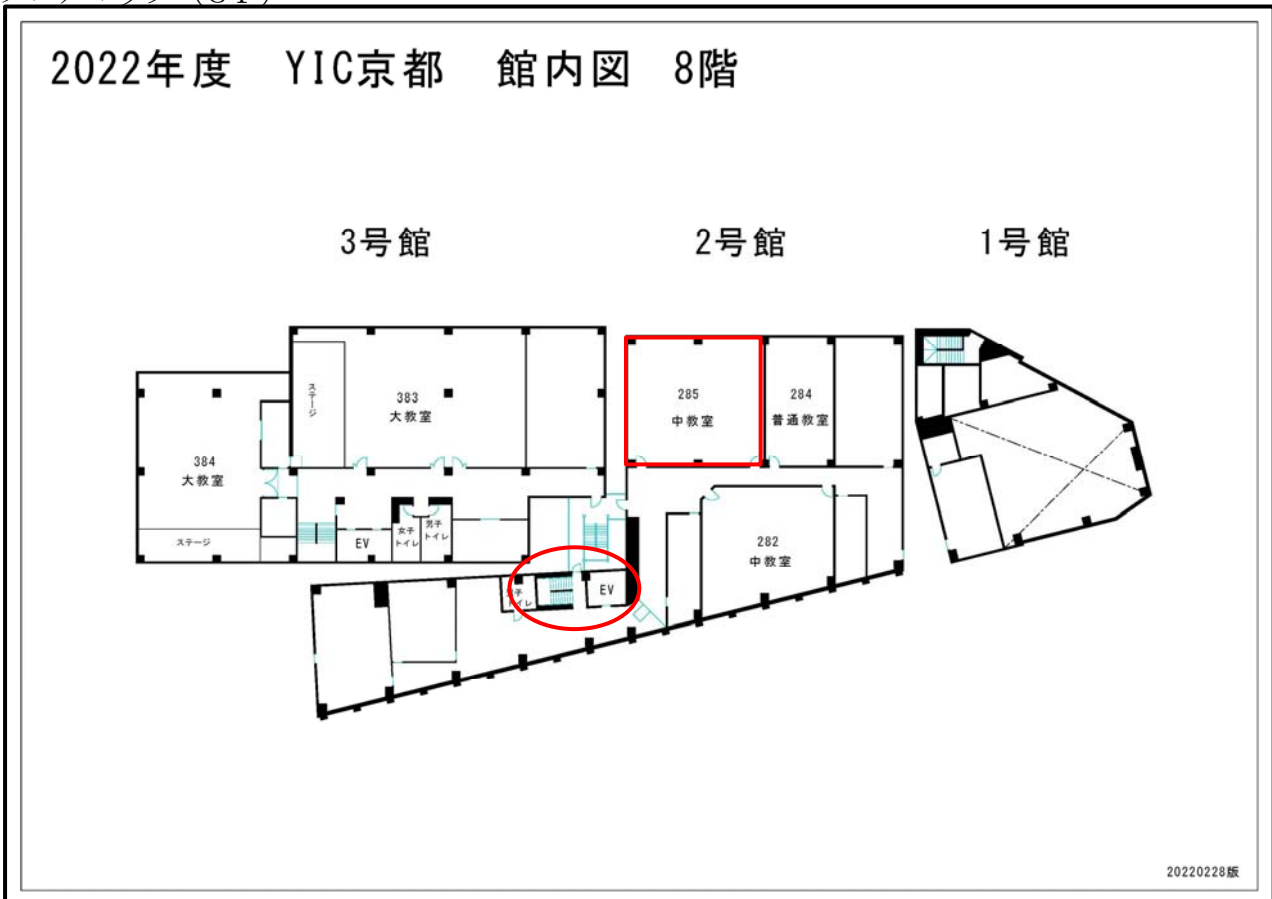 2022年度 YIC京都 館内図 8階
3号館 2号館 1号館
ステージ
383
大教室
285
中教室
284
普通教室
384
大教室
ステージ
EV
女子
トイレ
男子
トイレ
282
中教室
トイレ
EV
20220228版